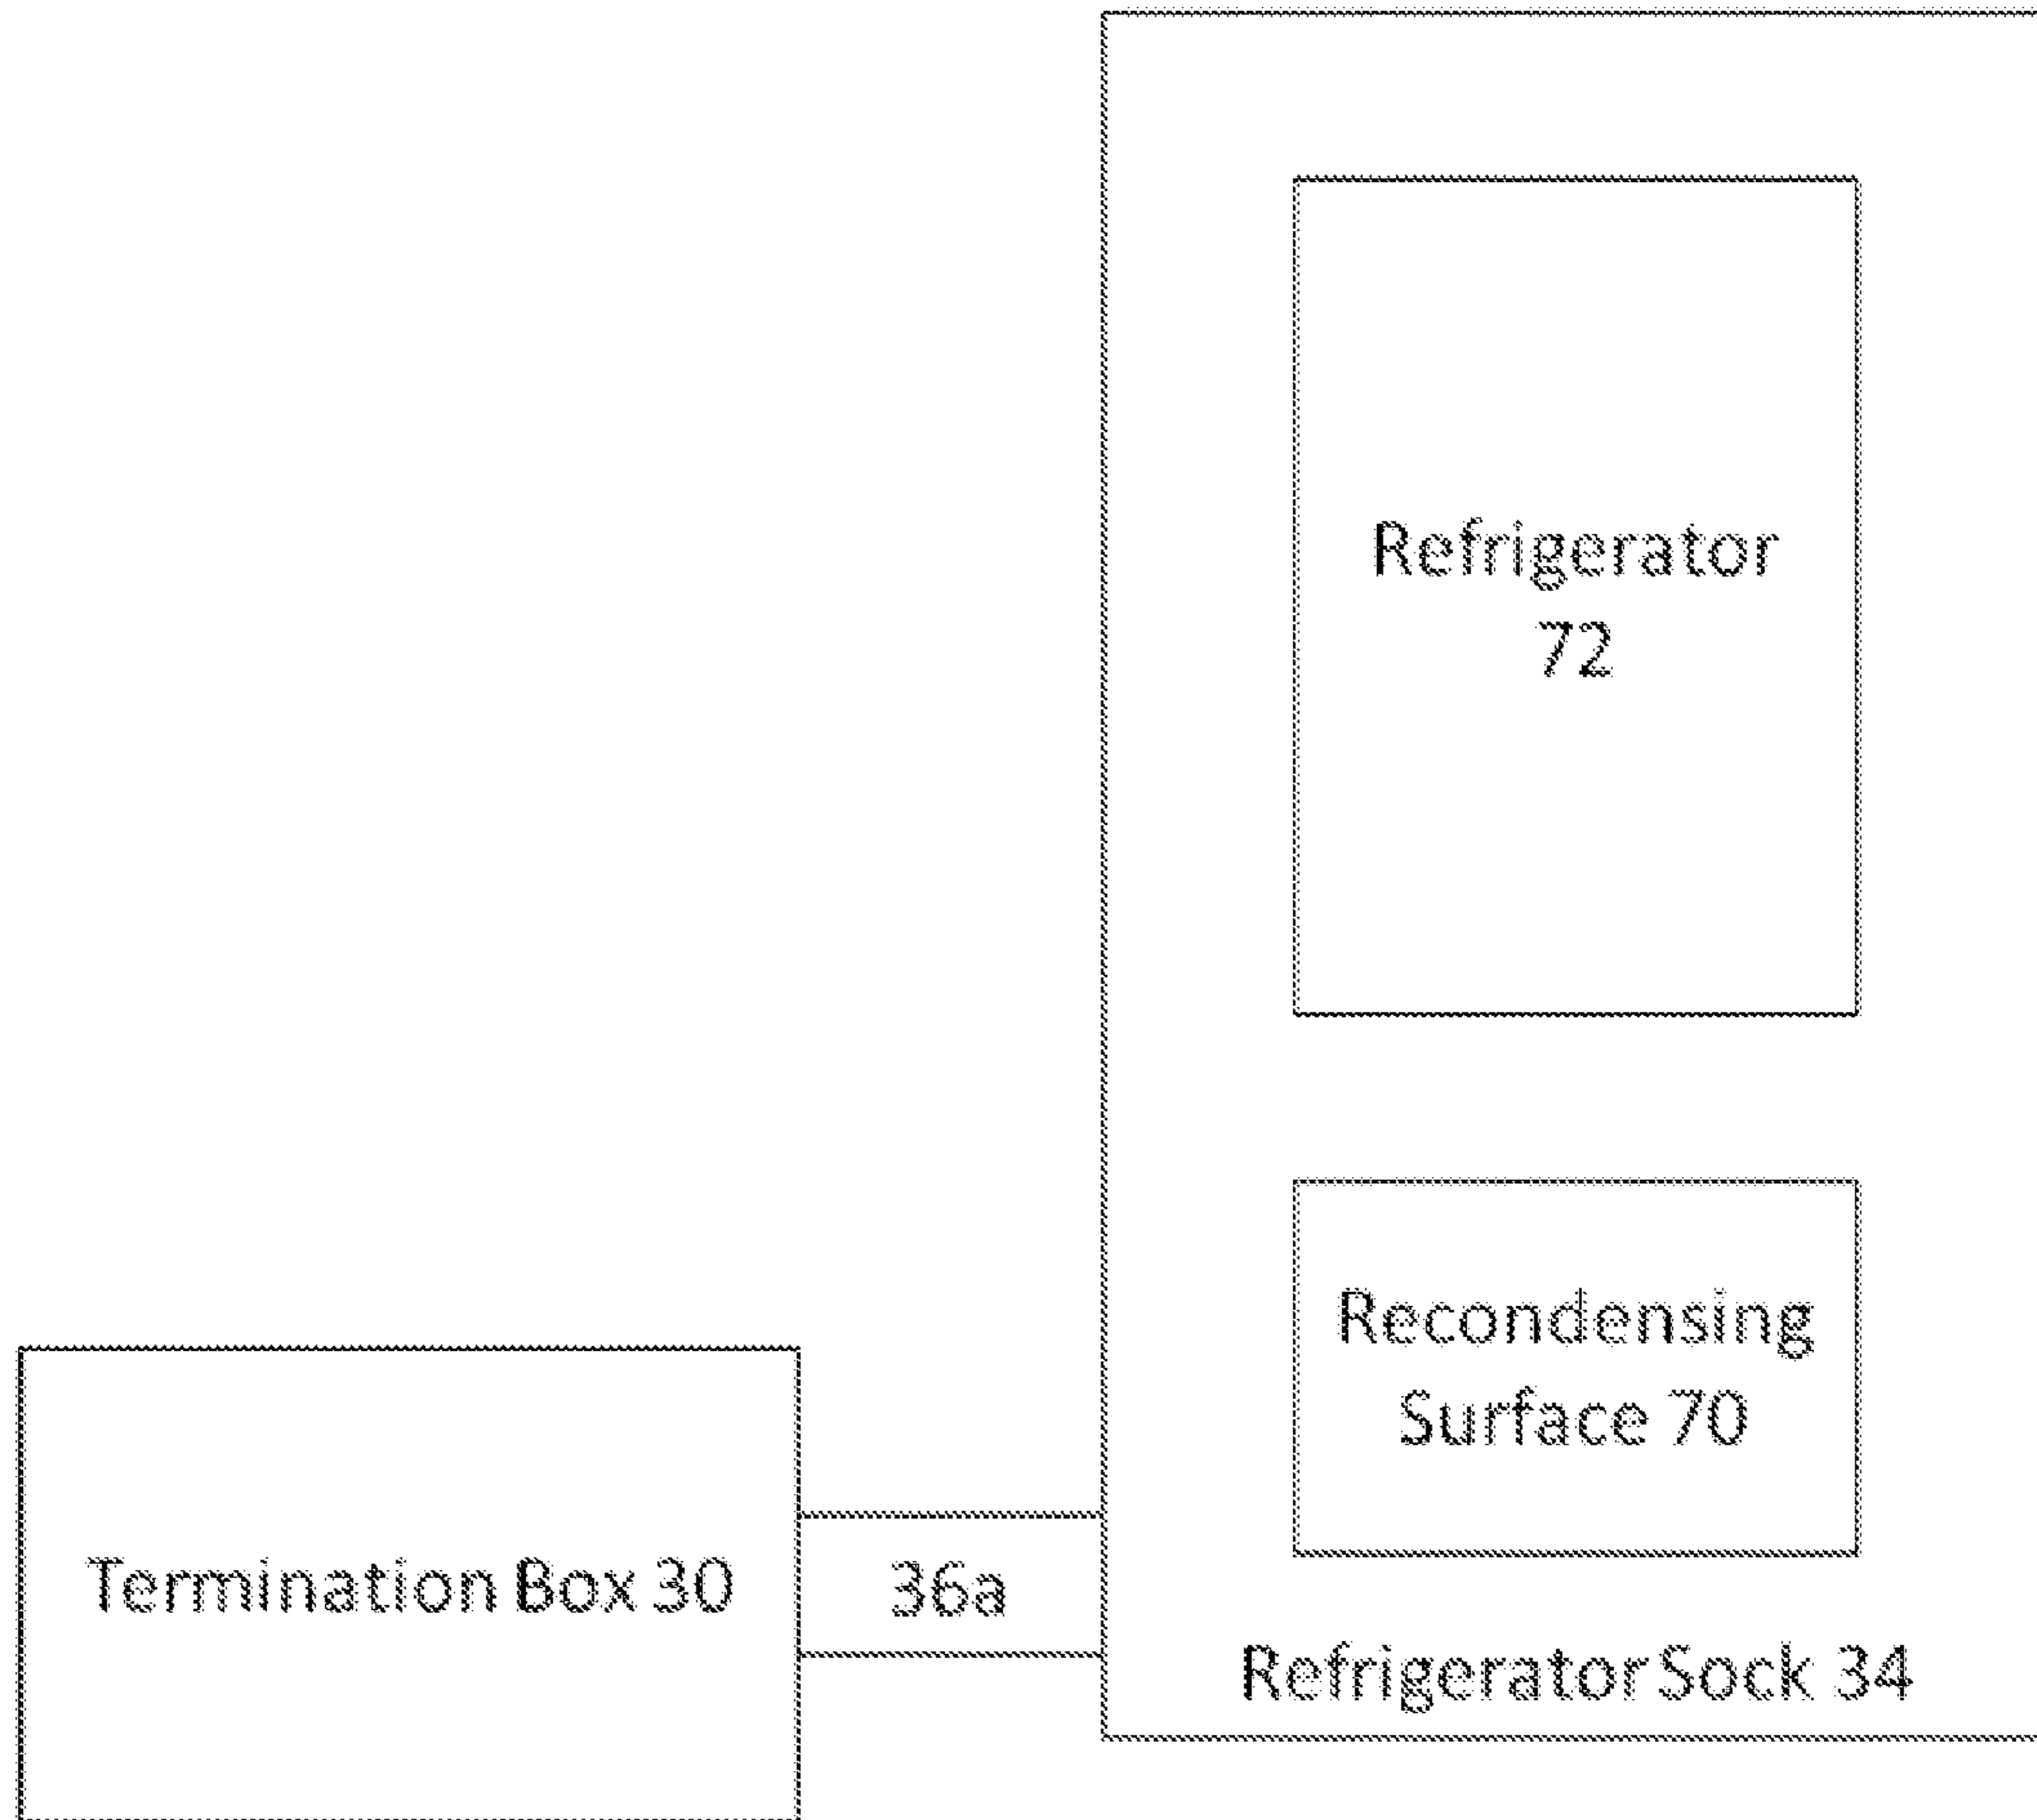 Refrigerator
72
Recondensing
Surface 70
Termination Box 30
36a
Refrigerator Sock 34